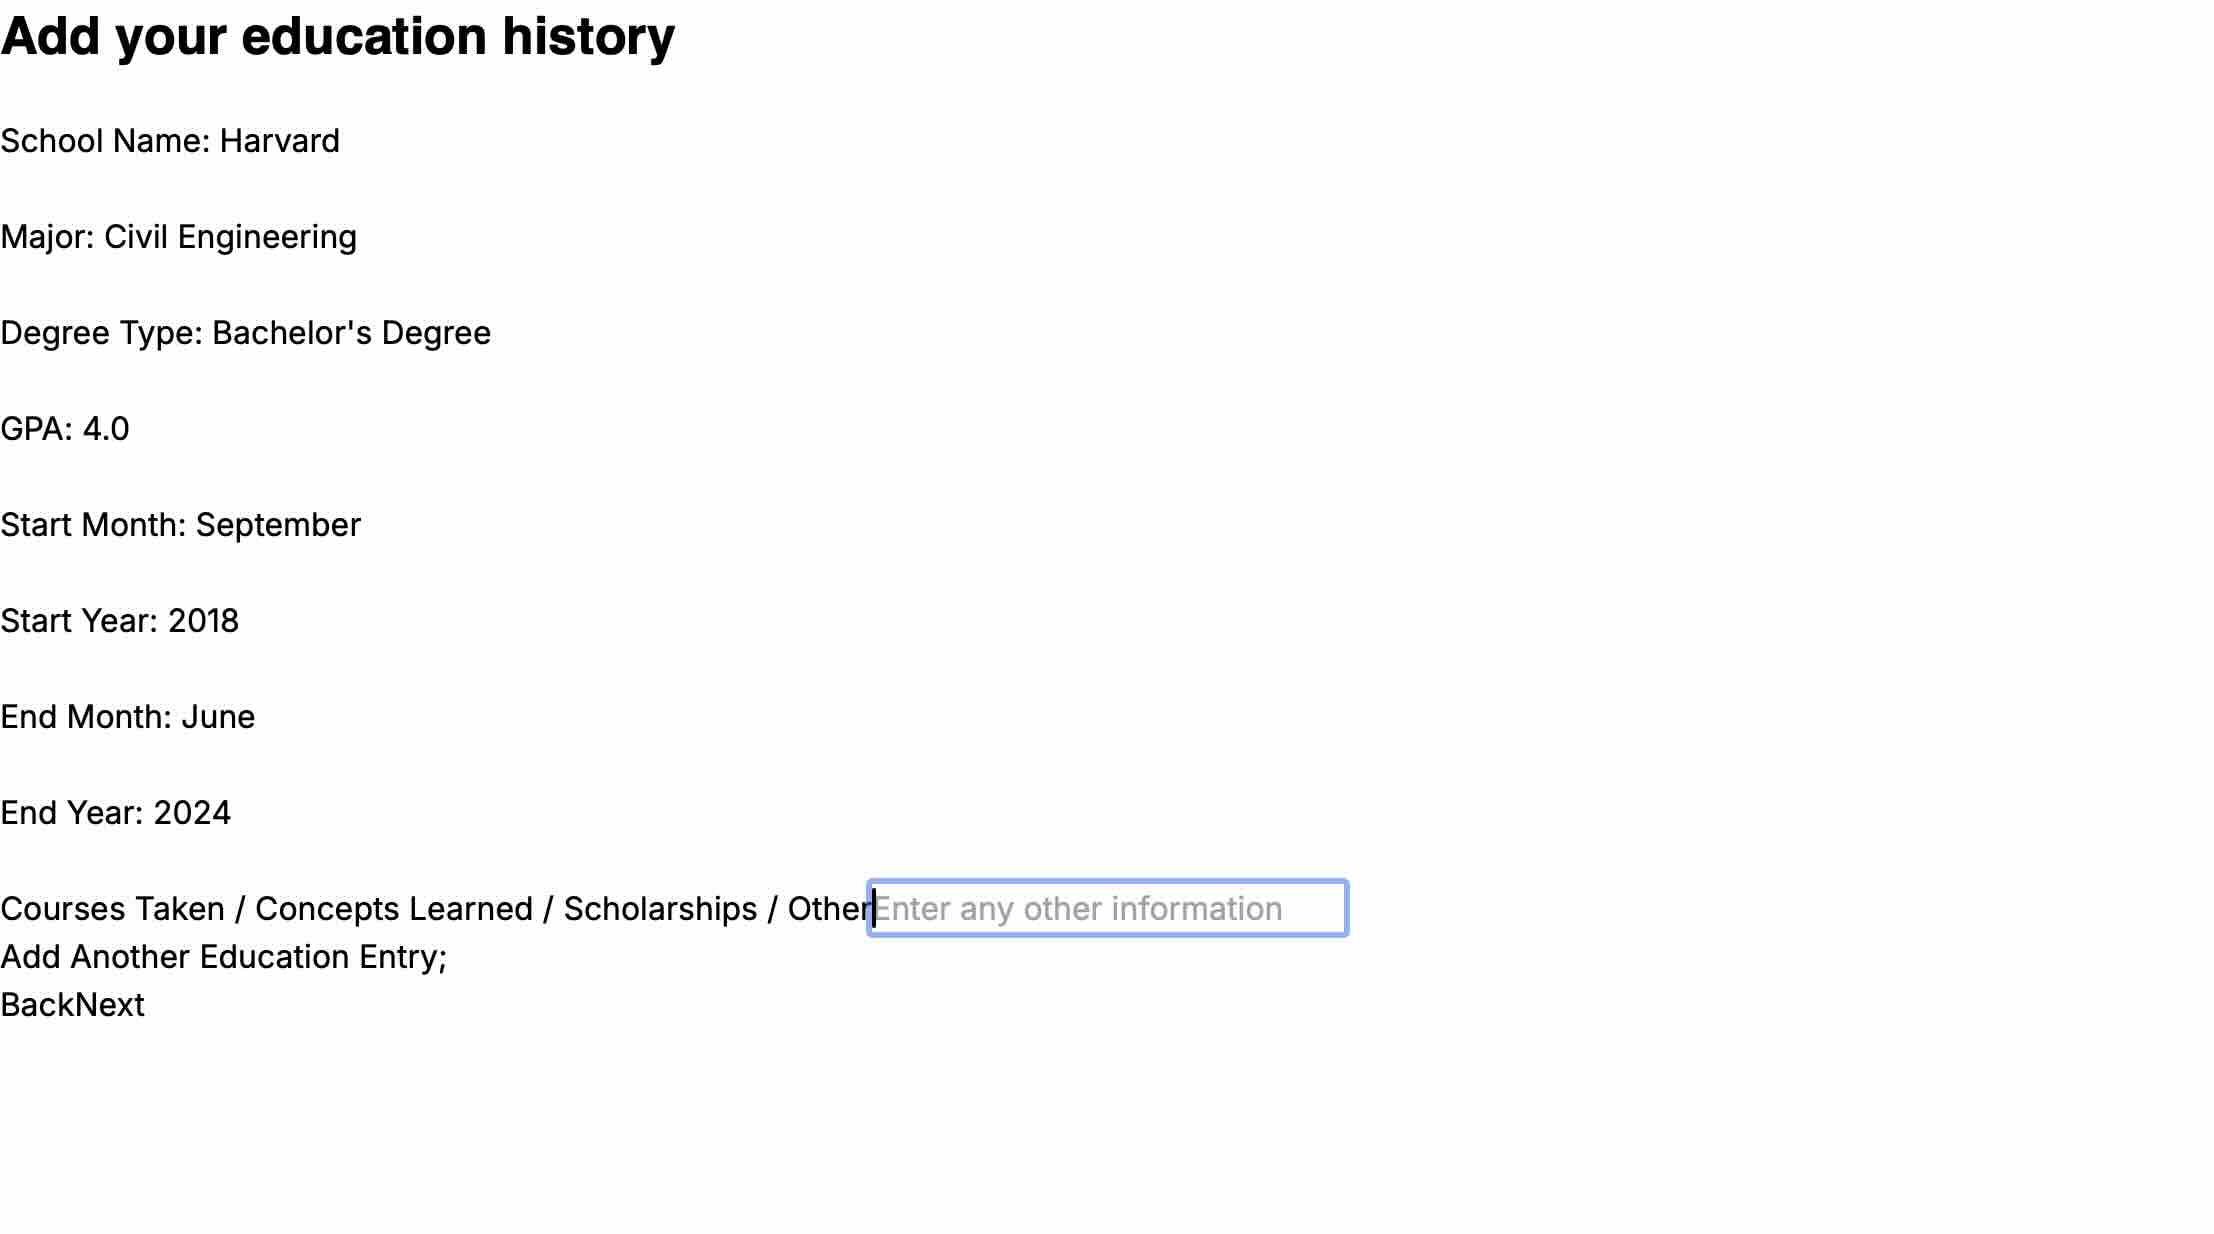 Add your education history
School Name: Harvard
Major: Civil Engineering
Degree Type: Bachelor's Degree
GPA: 4.0
Start Month: September
Start Year: 2018
End Month: June
End Year: 2024
Courses Taken / Concepts Learned / Scholarships / Other Enter any other information
Add Another Education Entry;
BackNext